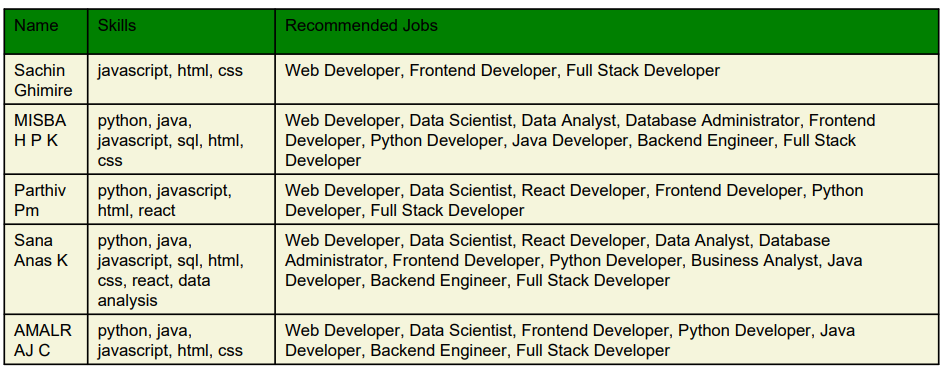 Name Skills Recommended Jobs
Sachin Ghimire javascript, html, css Web Developer, Frontend Developer, Full Stack Developer
MISBA H P K
python, java,
javascript, sql, html,
css
Web Developer, Data Scientist, Data Analyst, Database Administrator, Frontend
Developer, Python Developer, Java Developer, Backend Engineer, Full Stack
Developer
Parthiv
Pm
python, javascript,
html, react
Web Developer, Data Scientist, React Developer, Frontend Developer, Python
Developer, Full Stack Developer
Sana
Anas K
python, java,
javascript, sql, html,
css, react, data
analysis
Web Developer, Data Scientist, React Developer, Data Analyst, Database
Administrator, Frontend Developer, Python Developer, Business Analyst, Java
Developer, Backend Engineer, Full Stack Developer
AMALR
AJ C
python, java,
javascript, html, css
Web Developer, Data Scientist, Frontend Developer, Python Developer, Java
Developer, Backend Engineer, Full Stack Developer